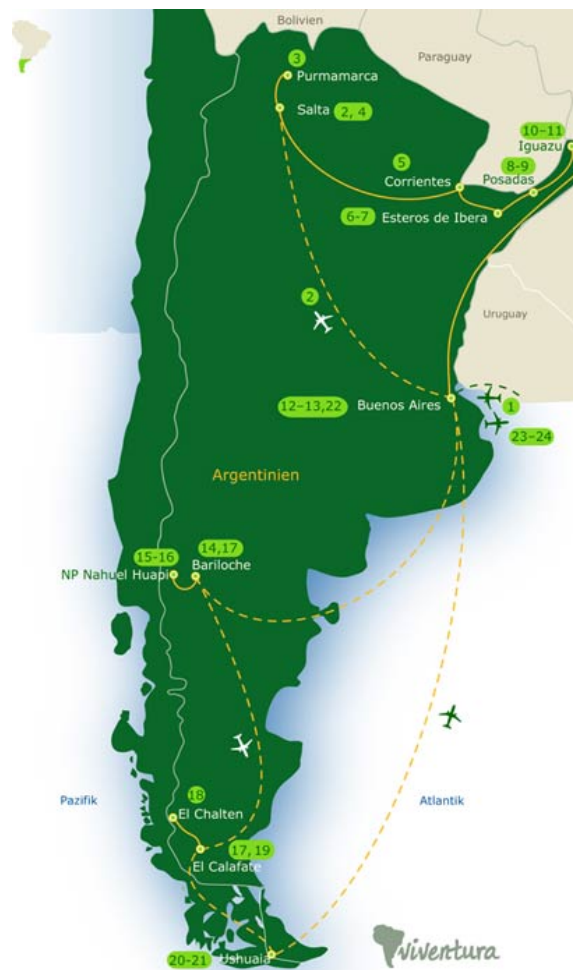 Bolivien
Paraguay
3
Purmamarca
Salta
2, 4
10–11
Iguazu
8-9
Posadas
5
Corrientes
6-7
Esteros de Ibera
2
Uruguay
12–13,22
Buenos Aires
1
23–24
Argentinien
15-16
14,17
Bariloche
NP Nahuel Huapi
Pazifik
Atlantik
18
El Chalten
17, 19
El Calafate
20-21
Ushuaia
viventura